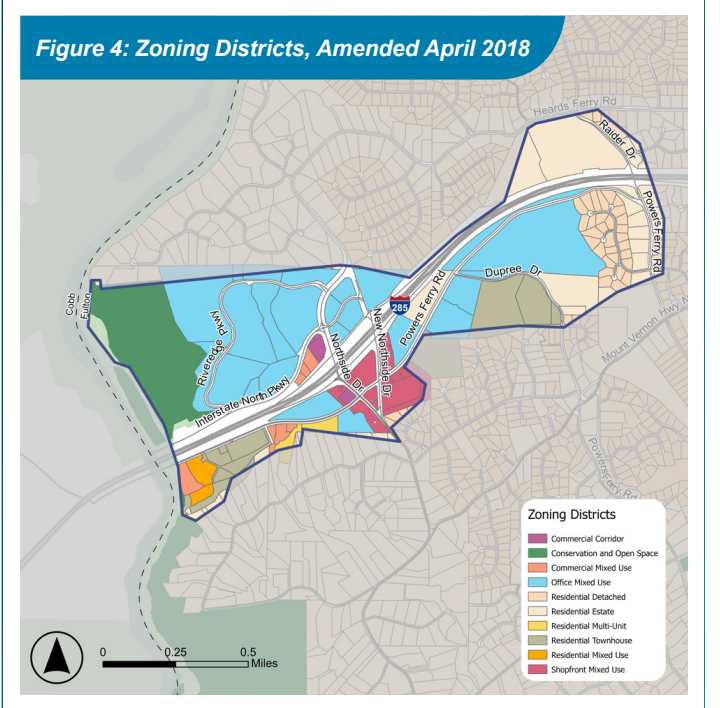 Figure 4: Zoning Districts, Amended April 2018
Heards Ferry Rd
Raider Dr
Powers Ferry Rd
Dupree Dr
Cobb
Fulton
285
Powers Ferry Rd
Riveredge Pkwy
New Northside Dr
Northside Dr
Interstate North Pkwy
Mount Vernon Hwy N
Powers Ferry Rd
Zoning Districts
Commercial Corridor
Conservation and Open Space
Commercial Mixed Use
Office Mixed Use
Residential Detached
Residential Estate
Residential Multi-Unit
Residential Townhouse
Residential Mixed Use
Shopfront Mixed Use
0 0.25 0.5
Miles